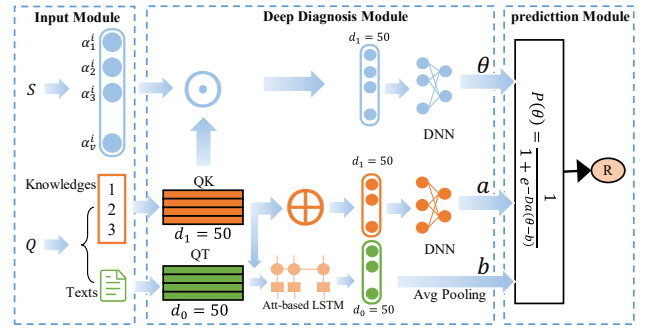 Input Module
Deep Diagnosis Module
predicttion Module
S
α₁ⁱ
α₂ⁱ
α₃ⁱ
αᵥⁱ
d₁ = 50
DNN
θ
Knowledges
1
2
3
Q
Texts
QK
d₁ = 50
QT
d₀ = 50
d₁ = 50
DNN
a
Att-based LSTM
d₀ = 50
Avg Pooling
b
P(θ) = 1 / 1 + e^−Da(θ−b)
R